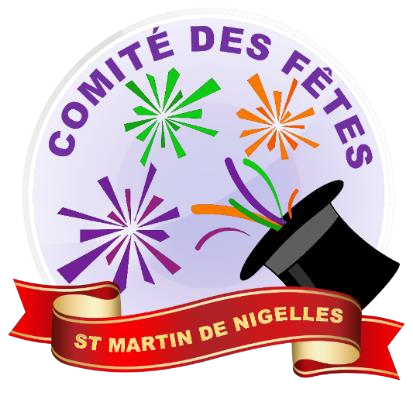 COMITÉ DES FÊTES
ST MARTIN DE NIGELLES